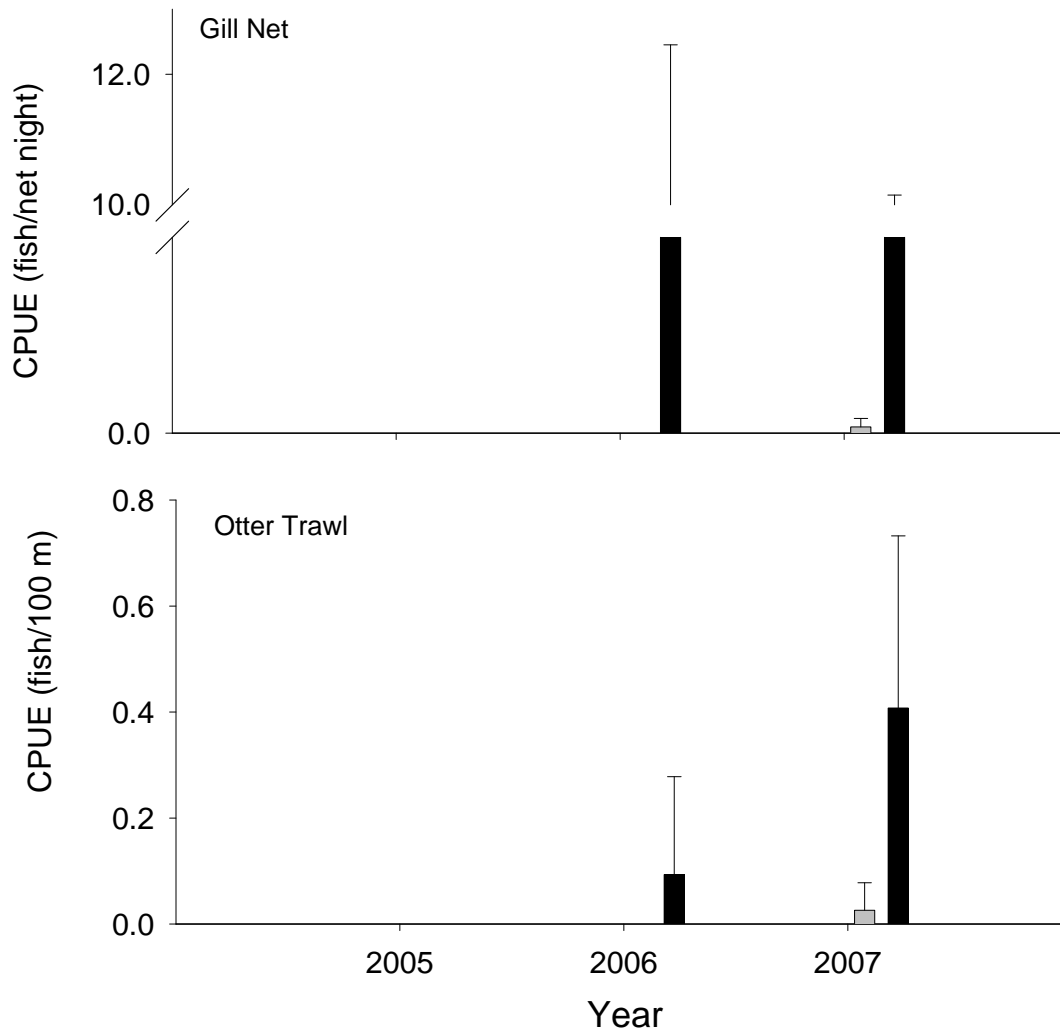 Gill Net
12.0
10.0
0.0
CPUE (fish/net night)
Otter Trawl
0.8
0.6
0.4
0.2
0.0
CPUE (fish/100 m)
2005 2006 2007
Year